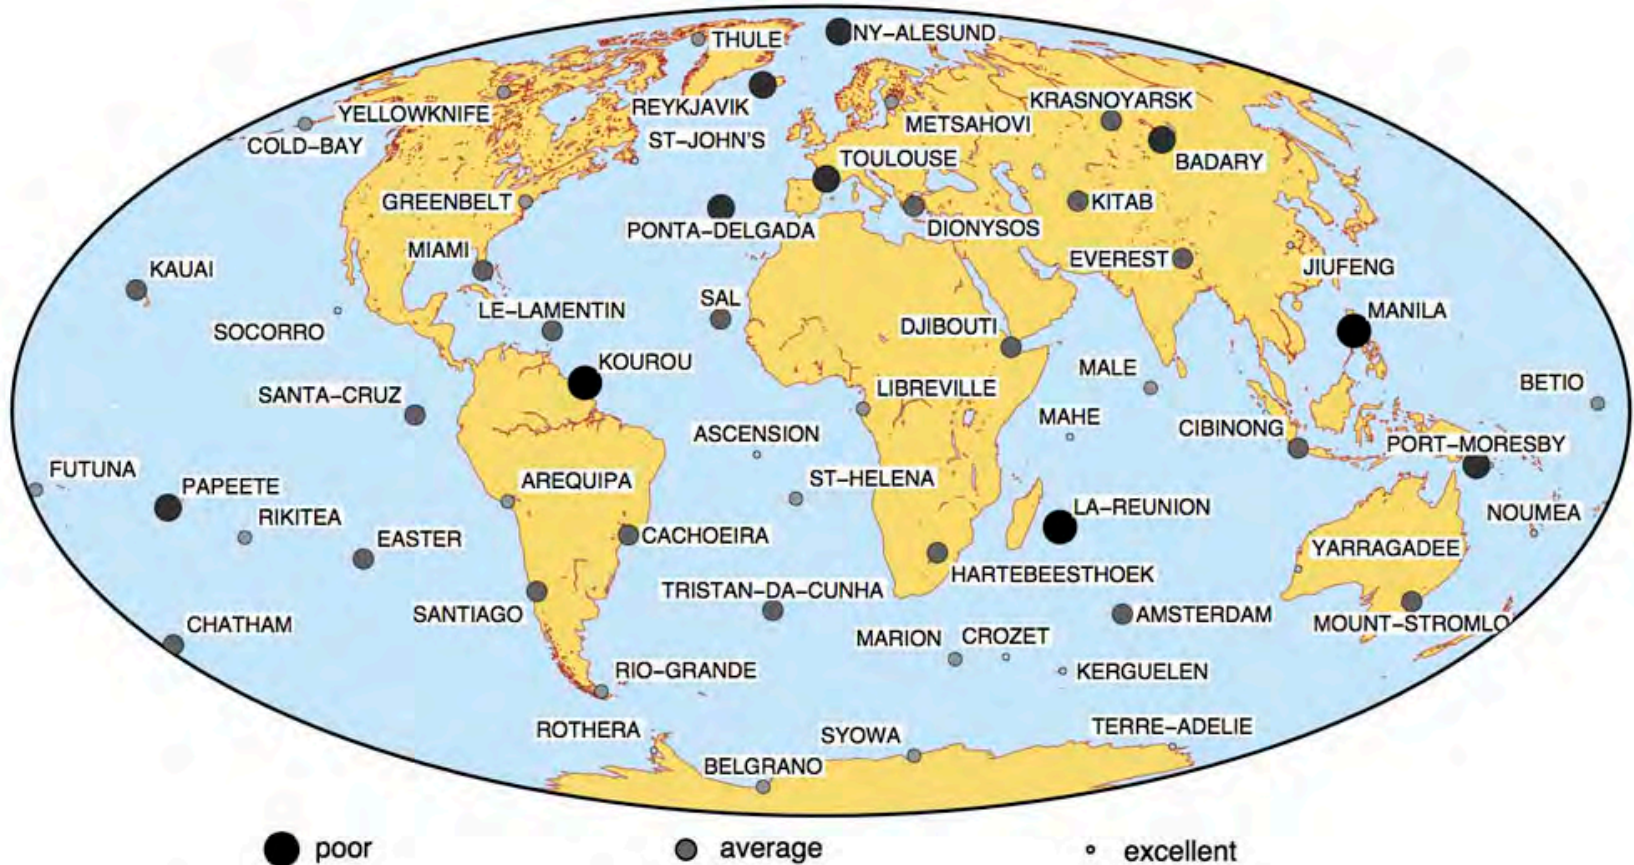 THULE
NY-ALESUND
YELLOWKNIFE
REYKJAVIK
KRASNOYARSK
COLD-BAY
ST-JOHN'S
METSAHOVI
TOULOUSE
BADARY
GREENBELT
PONTA-DELGADA
KITAB
DIONYSOS
MIAMI
EVEREST
KAUAI
JIUFENG
SOCORRO
LE-LAMENTIN
SAL
DJIBOUTI
MANILA
KOUROU
SANTA-CRUZ
LIBREVILLE
MALE
BETIO
ASCENSION
MAHE
CIBINONG
PORT-MORESBY
FUTUNA
PAPEETE
AREQUIPA
ST-HELENA
RIKITEA
LA-REUNION
NOUMEA
EASTER
CACHOEIRA
YARRAGADEE
HARTEBEESTHOEK
TRISTAN-DA-CUNHA
SANTIAGO
AMSTERDAM
MOUNT-STROMLO
CHATHAM
MARION
CROZET
RIO-GRANDE
KERGUELEN
ROTHERA
SYOWA
TERRE-ADELIE
BELGRANO
poor
average
excellent